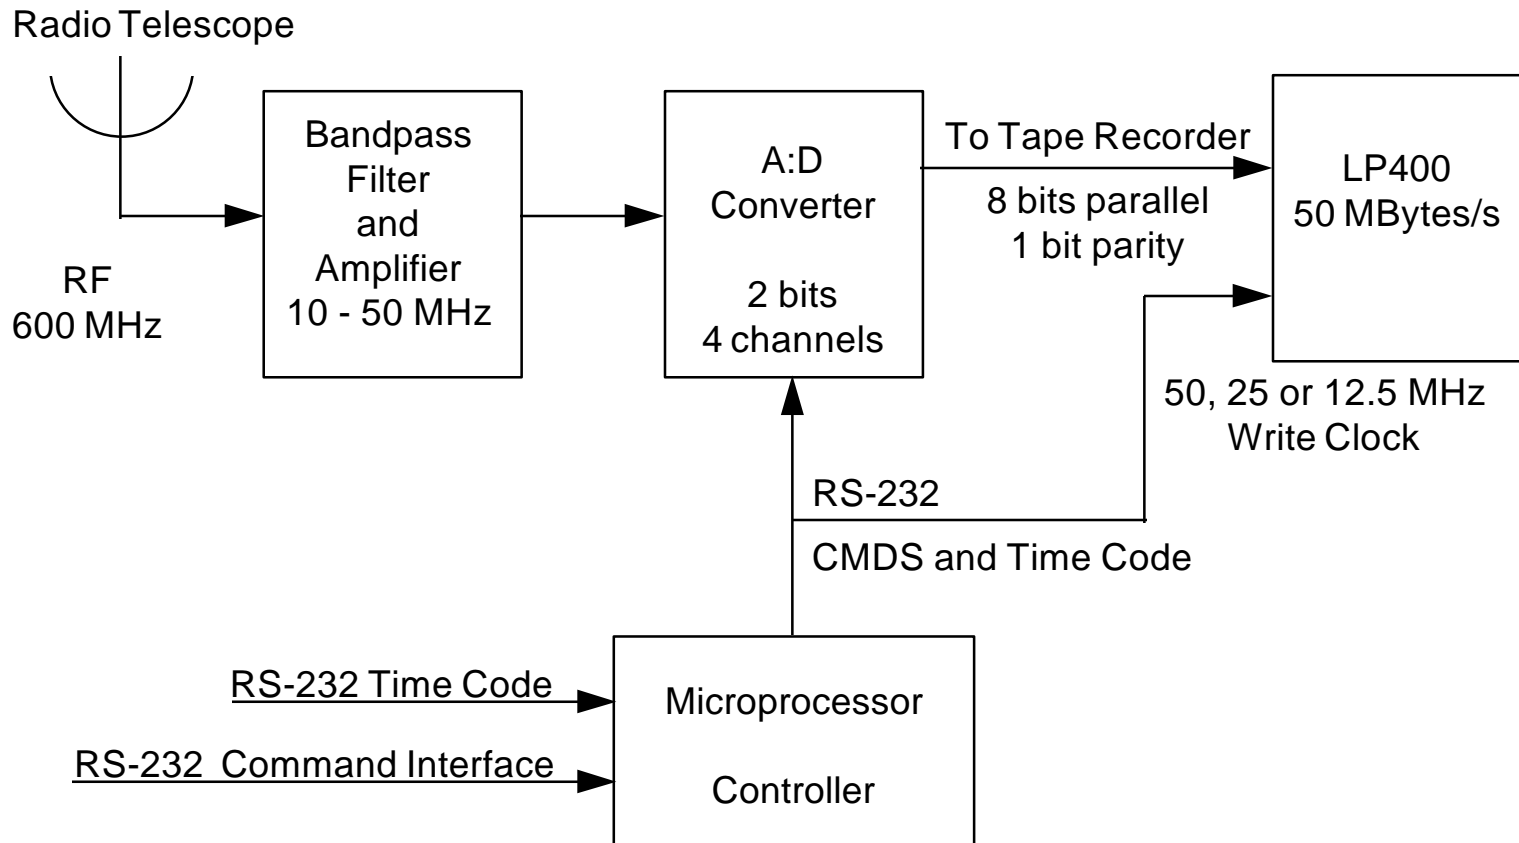 Radio Telescope
RF
600 MHz
Bandpass
Filter
and
Amplifier
10 - 50 MHz
A:D
Converter
2 bits
4 channels
To Tape Recorder
8 bits parallel
1 bit parity
LP400
50 MBytes/s
50, 25 or 12.5 MHz
Write Clock
RS-232
CMDS and Time Code
RS-232 Time Code
RS-232 Command Interface
Microprocessor
Controller